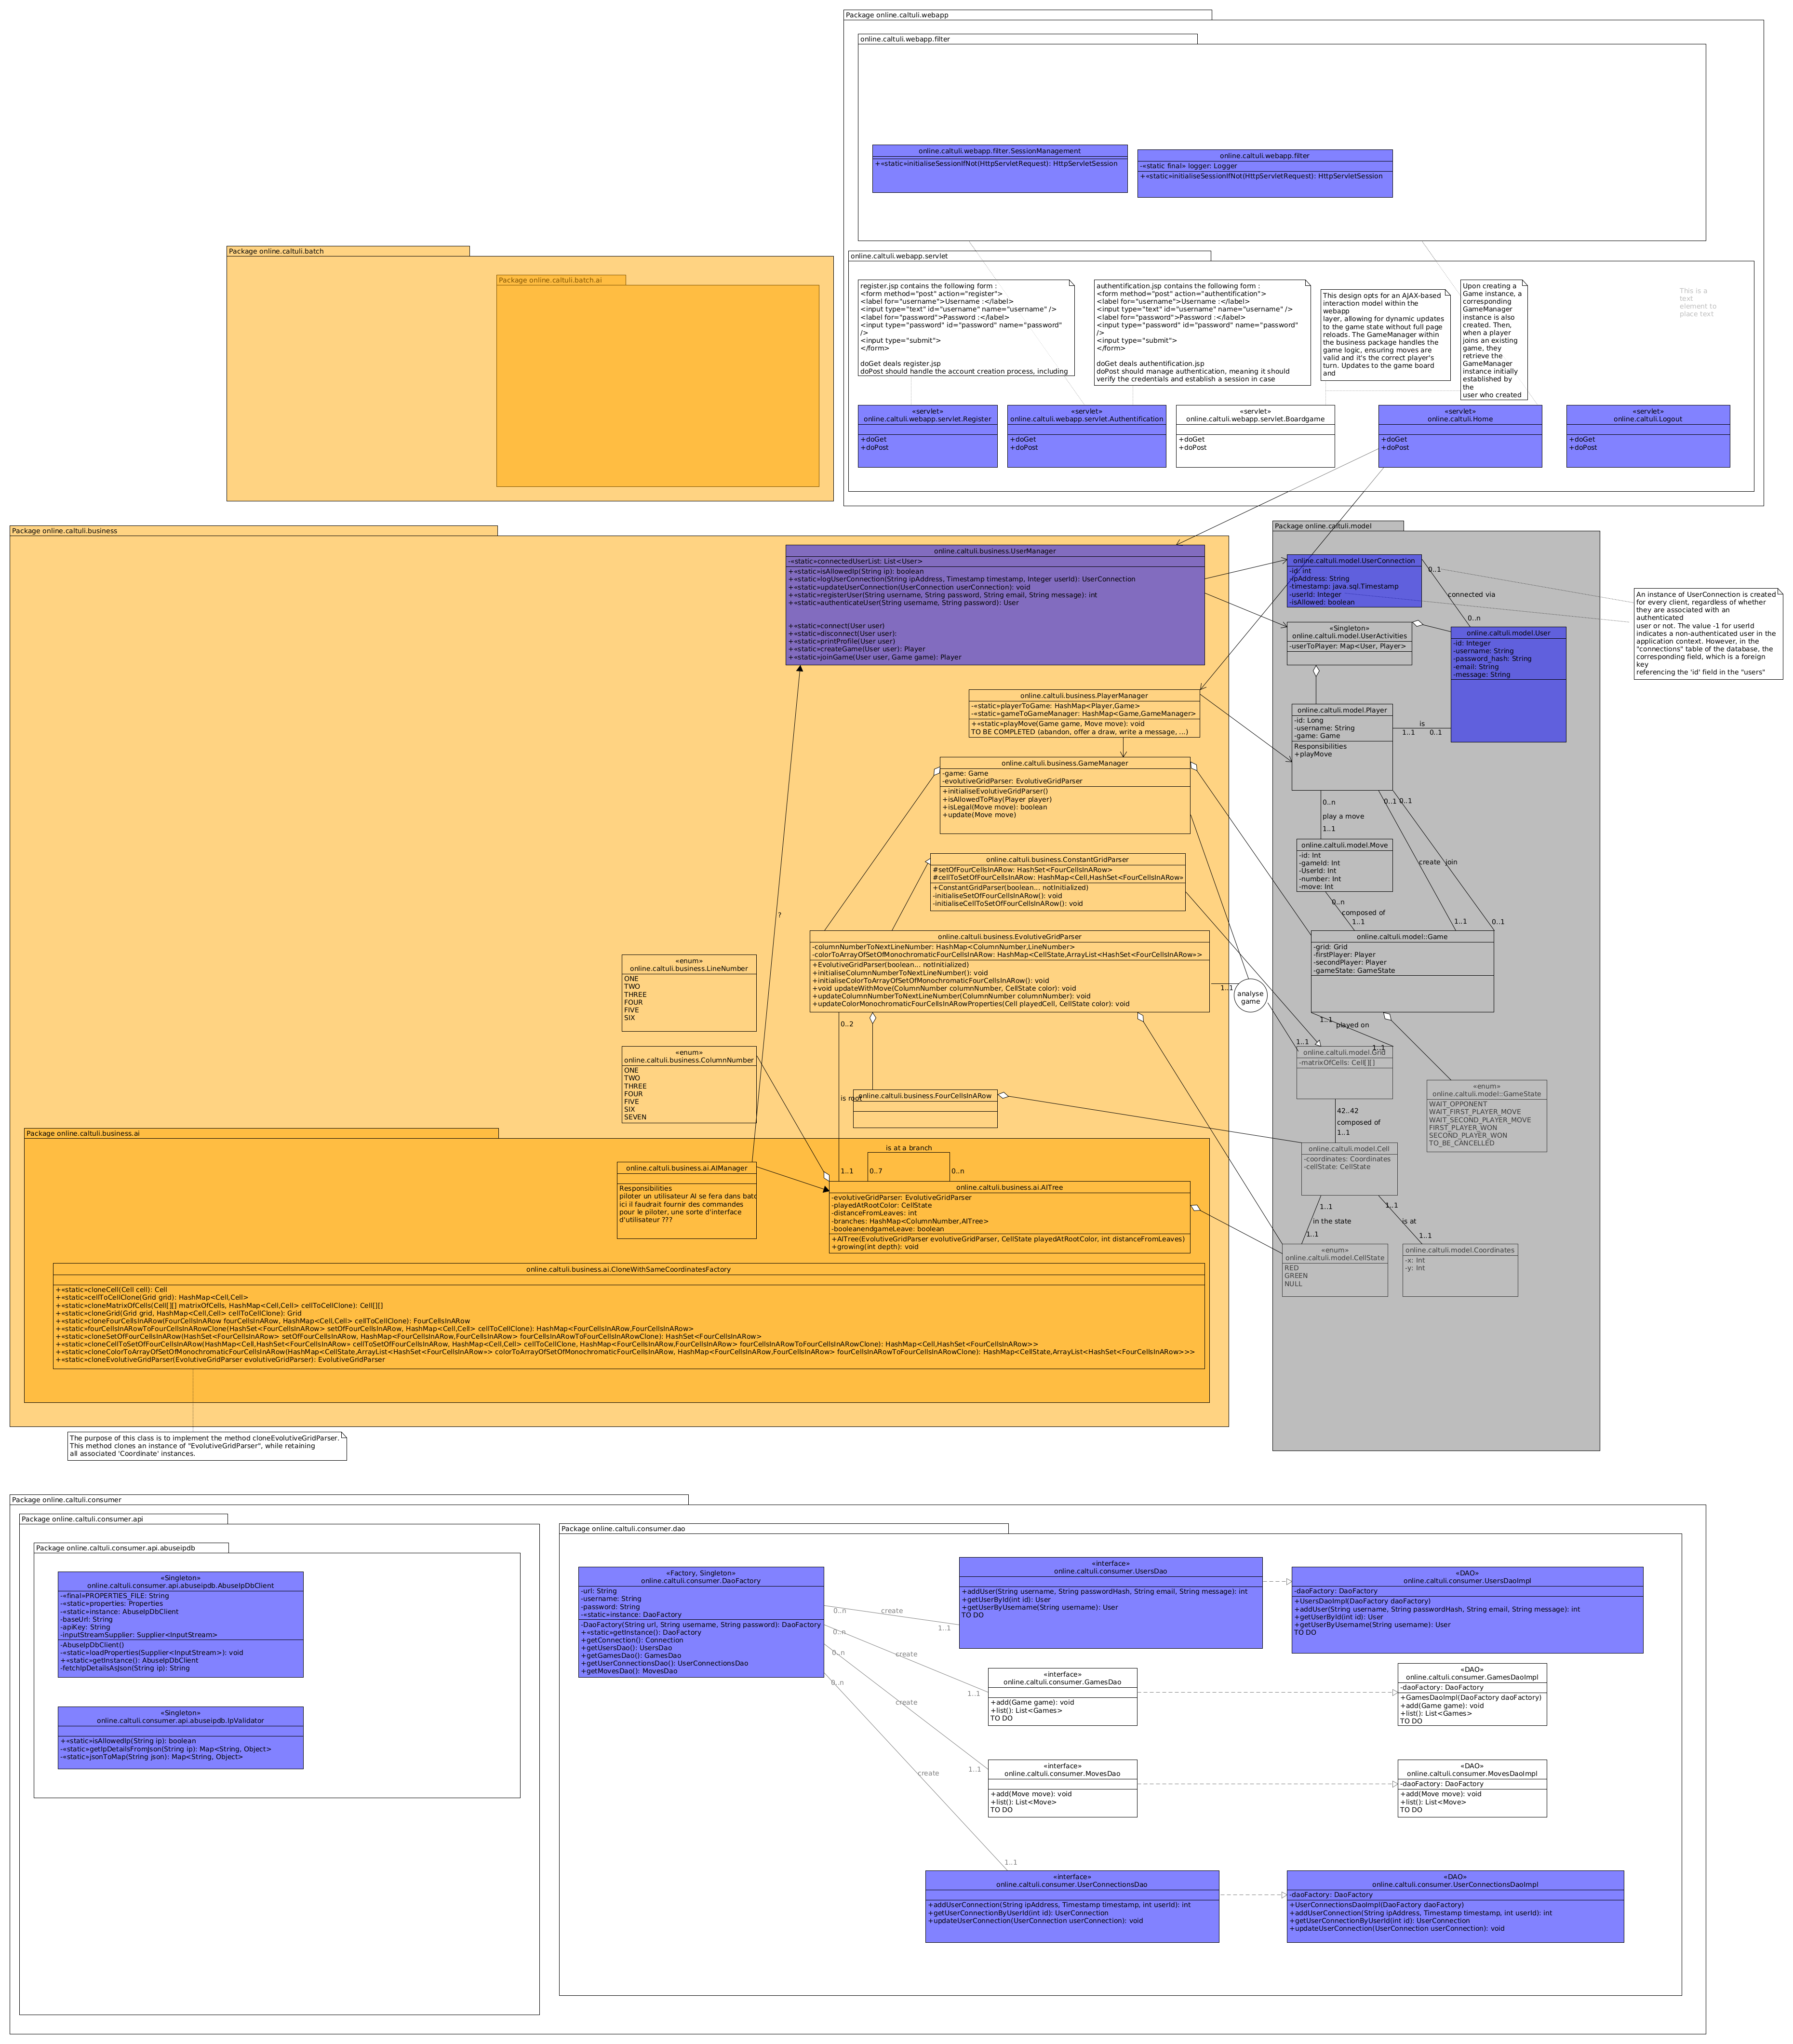 Package online.caltuli.webapp
online.caltuli.webapp.filter
online.caltuli.webapp.filter.SessionManagement
+«static»initialiseSessionIfNot(HttpServletRequest): HttpServletSession
online.caltuli.webapp.filter
-«static final» logger: Logger
+«static»initialiseSessionIfNot(HttpServletRequest): HttpServletSession
Package online.caltuli.batch
Package online.caltuli.batch.ai
online.caltuli.webapp.servlet
register.jsp contains the following form :
<form method="post" action="register">
<label for="username">Username :</label>
<input type="text" id="username" name="username" />
<label for="password">Password :</label>
<input type="password" id="password" name="password"
/>
<input type="submit">
</form>
doGet deals register.jsp
doPost should handle the account creation process, including
authentification.jsp contains the following form :
<form method="post" action="authentification">
<label for="username">Username :</label>
<input type="text" id="username" name="username" />
<label for="password">Password :</label>
<input type="password" id="password" name="password"
/>
<input type="submit">
</form>
doGet deals authentification.jsp
doPost should manage authentication, meaning it should
verify the credentials and establish a session in case
This design opts for an AJAX-based
interaction model within the
webapp
layer, allowing for dynamic updates
to the game state without full page
reloads. The GameManager within
the business package handles the
game logic, ensuring moves are
valid and it's the correct player's
turn. Updates to the game board
and
Upon creating a
Game instance, a
corresponding
GameManager
instance is also
created. Then,
when a player
joins an existing
game, they
retrieve the
GameManager
instance initially
established by
the
user who created
This is a
text
element to
place text
«servlet»
online.caltuli.webapp.servlet.Register
+doGet
+doPost
«servlet»
online.caltuli.webapp.servlet.Authentification
+doGet
+doPost
«servlet»
online.caltuli.webapp.servlet.Boardgame
+doGet
+doPost
«servlet»
online.caltuli.Home
+doGet
+doPost
«servlet»
online.caltuli.Logout
+doGet
+doPost
Package online.caltuli.business
online.caltuli.business.UserManager
-«static»connectedUserList: List<User>
+«static»isAllowedIp(String ip): boolean
+«static»logUserConnection(String ipAddress, Timestamp timestamp, Integer userId): UserConnection
+«static»updateUserConnection(UserConnection userConnection): void
+«static»registerUser(String username, String password, String email, String message): int
+«static»authenticateUser(String username, String password): User
+«static»connect(User user)
+«static»disconnect(User user):
+«static»printProfile(User user)
+«static»createGame(User user): Player
+«static»joinGame(User user, Game game): Player
online.caltuli.business.PlayerManager
-«static»playerToGame: HashMap<Player,Game>
-«static»gameToGameManager: HashMap<Game,GameManager>
+«static»playMove(Game game, Move move): void
TO BE COMPLETED (abandon, offer a draw, write a message, ...)
online.caltuli.business.GameManager
-game: Game
-evolutiveGridParser: EvolutiveGridParser
+initialiseEvolutiveGridParser()
+isAllowedToPlay(Player player)
+isLegal(Move move): boolean
+update(Move move)
online.caltuli.business.ConstantGridParser
#setOfFourCellsInARow: HashSet<FourCellsInARow>
#cellToSetOfFourCellsInARow: HashMap<Cell,HashSet<FourCellsInARow»
+ConstantGridParser(boolean... notInitialized)
-initialiseSetOfFourCellsInARow(): void
-initialiseCellToSetOfFourCellsInARow(): void
?
online.caltuli.business.EvolutiveGridParser
-columnNumberToNextLineNumber: HashMap<ColumnNumber,LineNumber>
-colorToArrayOfSetOfMonochromaticFourCellsInARow: HashMap<CellState,ArrayList<HashSet<FourCellsInARow»>
+EvolutiveGridParser(boolean... notInitialized)
+initialiseColumnNumberToNextLineNumber(): void
+initialiseColorToArrayOfSetOfMonochromaticFourCellsInARow(): void
+void updateWithMove(ColumnNumber columnNumber, CellState color): void
+updateColumnNumberToNextLineNumber(ColumnNumber columnNumber): void
+updateColorMonochromaticFourCellsInARowProperties(Cell playedCell, CellState color): void
«enum»
online.caltuli.business.LineNumber
ONE
TWO
THREE
FOUR
FIVE
SIX
«enum»
online.caltuli.business.ColumnNumber
ONE
TWO
THREE
FOUR
FIVE
SIX
SEVEN
0..2
is root
1..1
online.caltuli.business.FourCellsInARow
1..1
analyse
game
1..1
Package online.caltuli.business.ai
is at a branch
0..7
0..n
online.caltuli.business.ai.AIManager
Responsibilities
piloter un utilisateur AI se fera dans batc
ici il faudrait fournir des commandes
pour le piloter, une sorte d'interface
d'utilisateur ???
online.caltuli.business.ai.AITree
-evolutiveGridParser: EvolutiveGridParser
-playedAtRootColor: CellState
-distanceFromLeaves: int
-branches: HashMap<ColumnNumber,AITree>
-booleanendgameLeave: boolean
+AITree(EvolutiveGridParser evolutiveGridParser, CellState playedAtRootColor, int distanceFromLeaves)
+growing(int depth): void
online.caltuli.business.ai.CloneWithSameCoordinatesFactory
+«static»cloneCell(Cell cell): Cell
+«static»cellToCellClone(Grid grid): HashMap<Cell,Cell>
+«static»cloneMatrixOfCells(Cell[][] matrixOfCells, HashMap<Cell,Cell> cellToCellClone): Cell[][]
+«static»cloneGrid(Grid grid, HashMap<Cell,Cell> cellToCellClone): Grid
+«static»cloneFourCellsInARow(FourCellsInARow fourCellsInARow, HashMap<Cell,Cell> cellToCellClone): FourCellsInARow
+«static»fourCellsInARowToFourCellsInARowClone(HashSet<FourCellsInARow> setOfFourCellsInARow, HashMap<Cell,Cell> cellToCellClone): HashMap<FourCellsInARow,FourCellsInARow>
+«static»cloneSetOfFourCellsInARow(HashSet<FourCellsInARow> setOfFourCellsInARow, HashMap<FourCellsInARow,FourCellsInARow> fourCellsInARowToFourCellsInARowClone): HashSet<FourCellsInARow>
+«static»cloneCellToSetOfFourCellsInARow(HashMap<Cell,HashSet<FourCellsInARow» cellToSetOfFourCellsInARow, HashMap<Cell,Cell> cellToCellClone, HashMap<FourCellsInARow,FourCellsInARow> fourCellsInARowToFourCellsInARowClone): HashMap<Cell,HashSet<FourCellsInARow>>
+«static»cloneColorToArrayOfSetOfMonochromaticFourCellsInARow(HashMap<CellState,ArrayList<HashSet<FourCellsInARow»> colorToArrayOfSetOfMonochromaticFourCellsInARow, HashMap<FourCellsInARow,FourCellsInARow> fourCellsInARowToFourCellsInARowClone): HashMap<CellState,ArrayList<HashSet<FourCellsInARow>>>
+«static»cloneEvolutiveGridParser(EvolutiveGridParser evolutiveGridParser): EvolutiveGridParser
The purpose of this class is to implement the method cloneEvolutiveGridParser.
This method clones an instance of "EvolutiveGridParser", while retaining
all associated 'Coordinate' instances.
Package online.caltuli.model
online.caltuli.model.UserConnection
-id: int
-ipAddress: String
-timestamp: java.sql.Timestamp
-userId: Integer
-isAllowed: boolean
0..1
connected via
0..n
An instance of UserConnection is created
for every client, regardless of whether
they are associated with an
authenticated
user or not. The value -1 for userId
indicates a non-authenticated user in the
application context. However, in the
"connections" table of the database, the
corresponding field, which is a foreign
key
referencing the 'id' field in the "users"
«Singleton»
online.caltuli.model.UserActivities
-userToPlayer: Map<User, Player>
online.caltuli.model.User
-id: Integer
-username: String
-password_hash: String
-email: String
-message: String
online.caltuli.model.Player
-id: Long
-username: String
-game: Game
Responsibilities
+playMove
is
1..1
0..1
0..n
play a move
1..1
0..1
0..1
online.caltuli.model.Move
-id: Int
-gameId: Int
-UserId: Int
-number: Int
-move: Int
create
join
0..n
composed of
1..1
1..1
0..1
online.caltuli.model::Game
-grid: Grid
-firstPlayer: Player
-secondPlayer: Player
-gameState: GameState
1..1
played on
1..1
online.caltuli.model.Grid
-matrixOfCells: Cell[][]
«enum»
online.caltuli.model::GameState
WAIT_OPPONENT
WAIT_FIRST_PLAYER_MOVE
WAIT_SECOND_PLAYER_MOVE
FIRST_PLAYER_WON
SECOND_PLAYER_WON
TO_BE_CANCELLED
42..42
composed of
1..1
online.caltuli.model.Cell
-coordinates: Coordinates
-cellState: CellState
1..1
in the state
1..1
1..1
is at
1..1
«enum»
online.caltuli.model.CellState
RED
GREEN
NULL
online.caltuli.model.Coordinates
-x: Int
-y: Int
Package online.caltuli.consumer
Package online.caltuli.consumer.api
Package online.caltuli.consumer.api.abuseipdb
«Singleton»
online.caltuli.consumer.api.abuseipdb.AbuseIpDbClient
-«final»PROPERTIES_FILE: String
-«static»properties: Properties
-«static»instance: AbuseIpDbClient
-baseUrl: String
-apiKey: String
-inputStreamSupplier: Supplier<InputStream>
-AbuseIpDbClient()
-«static»loadProperties(Supplier<InputStream>): void
+«static»getInstance(): AbuseIpDbClient
-fetchIpDetailsAsJson(String ip): String
«Singleton»
online.caltuli.consumer.api.abuseipdb.IpValidator
+«static»isAllowedIp(String ip): boolean
-«static»getIpDetailsFromJson(String ip): Map<String, Object>
-«static»jsonToMap(String json): Map<String, Object>
Package online.caltuli.consumer.dao
«Factory, Singleton»
online.caltuli.consumer.DaoFactory
-url: String
-username: String
-password: String
-«static»instance: DaoFactory
-DaoFactory(String url, String username, String password): DaoFactory
+«static»getInstance(): DaoFactory
+getConnection(): Connection
+getUsersDao(): UsersDao
+getGamesDao(): GamesDao
+getUserConnectionsDao(): UserConnectionsDao
+getMovesDao(): MovesDao
0..n
create
1..1
0..n
create
1..1
0..n
create
1..1
0..n
create
1..1
«interface»
online.caltuli.consumer.UsersDao
+addUser(String username, String passwordHash, String email, String message): int
+getUserById(int id): User
+getUserByUsername(String username): User
TO DO
«DAO»
online.caltuli.consumer.UsersDaoImpl
-daoFactory: DaoFactory
+UsersDaoImpl(DaoFactory daoFactory)
+addUser(String username, String passwordHash, String email, String message): int
+getUserById(int id): User
+getUserByUsername(String username): User
TO DO
«interface»
online.caltuli.consumer.GamesDao
+add(Game game): void
+list(): List<Games>
TO DO
«DAO»
online.caltuli.consumer.GamesDaoImpl
-daoFactory: DaoFactory
+GamesDaoImpl(DaoFactory daoFactory)
+add(Game game): void
+list(): List<Games>
TO DO
«interface»
online.caltuli.consumer.MovesDao
+add(Move move): void
+list(): List<Move>
TO DO
«DAO»
online.caltuli.consumer.MovesDaoImpl
-daoFactory: DaoFactory
+add(Move move): void
+list(): List<Move>
TO DO
«interface»
online.caltuli.consumer.UserConnectionsDao
+addUserConnection(String ipAddress, Timestamp timestamp, int userId): int
+getUserConnectionByUserId(int id): UserConnection
+updateUserConnection(UserConnection userConnection): void
«DAO»
online.caltuli.consumer.UserConnectionsDaoImpl
-daoFactory: DaoFactory
+UserConnectionsDaoImpl(DaoFactory daoFactory)
+addUserConnection(String ipAddress, Timestamp timestamp, int userId): int
+getUserConnectionByUserId(int id): UserConnection
+updateUserConnection(UserConnection userConnection): void